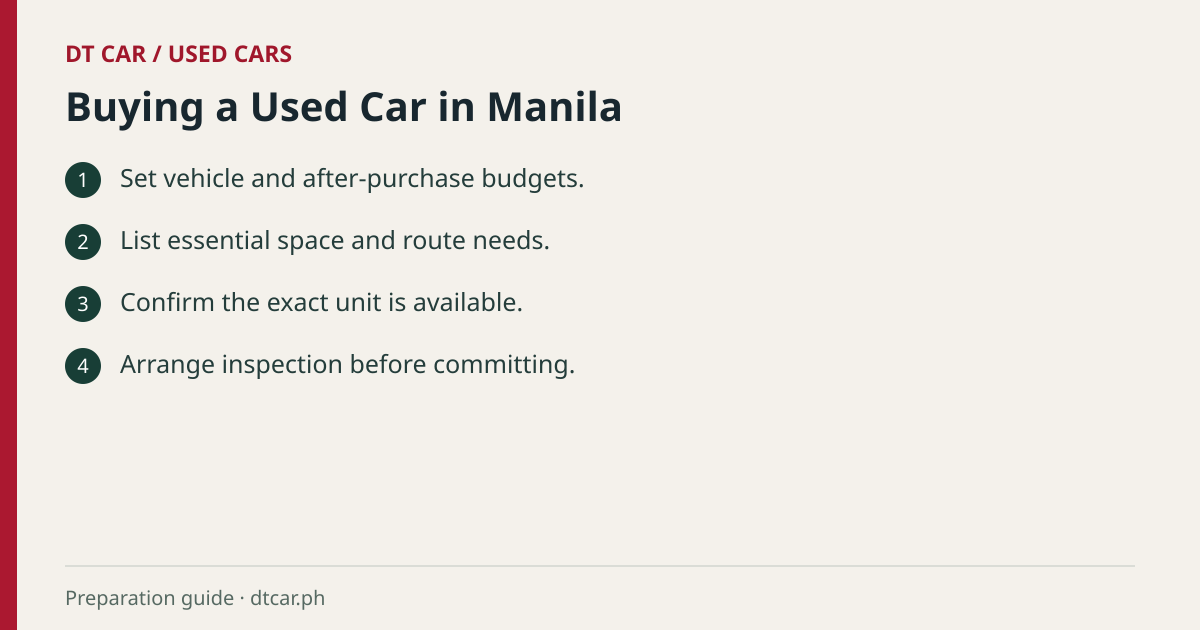 DT CAR / USED CARS
Buying a Used Car in Manila
1 Set vehicle and after-purchase budgets.
2 List essential space and route needs.
3 Confirm the exact unit is available.
4 Arrange inspection before committing.
Preparation guide · dtcar.ph